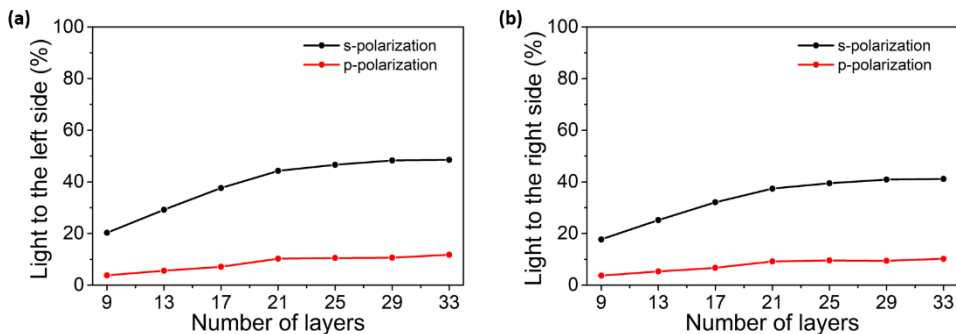 (a)
Light to the left side (%)
100
80
60
40
20
0
s-polarization
p-polarization
9 13 17 21 25 29 33
Number of layers
(b)
Light to the right side (%)
100
80
60
40
20
0
s-polarization
p-polarization
9 13 17 21 25 29 33
Number of layers